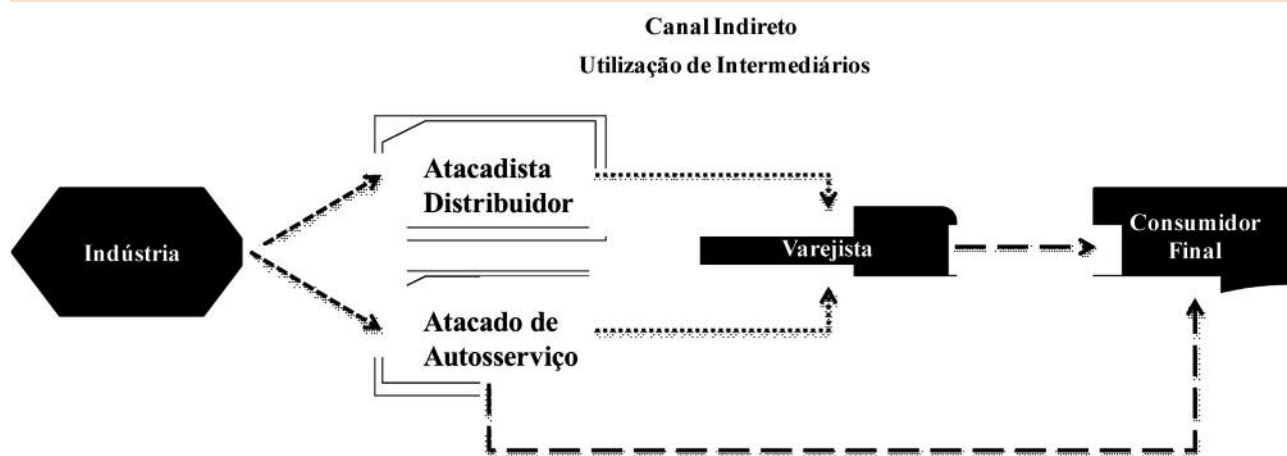 Canal Indireto
Utilização de Intermediários
Indústria
Atacadista
Distribuidor
Atacado de
Autosserviço
Varejista
Consumidor
Final